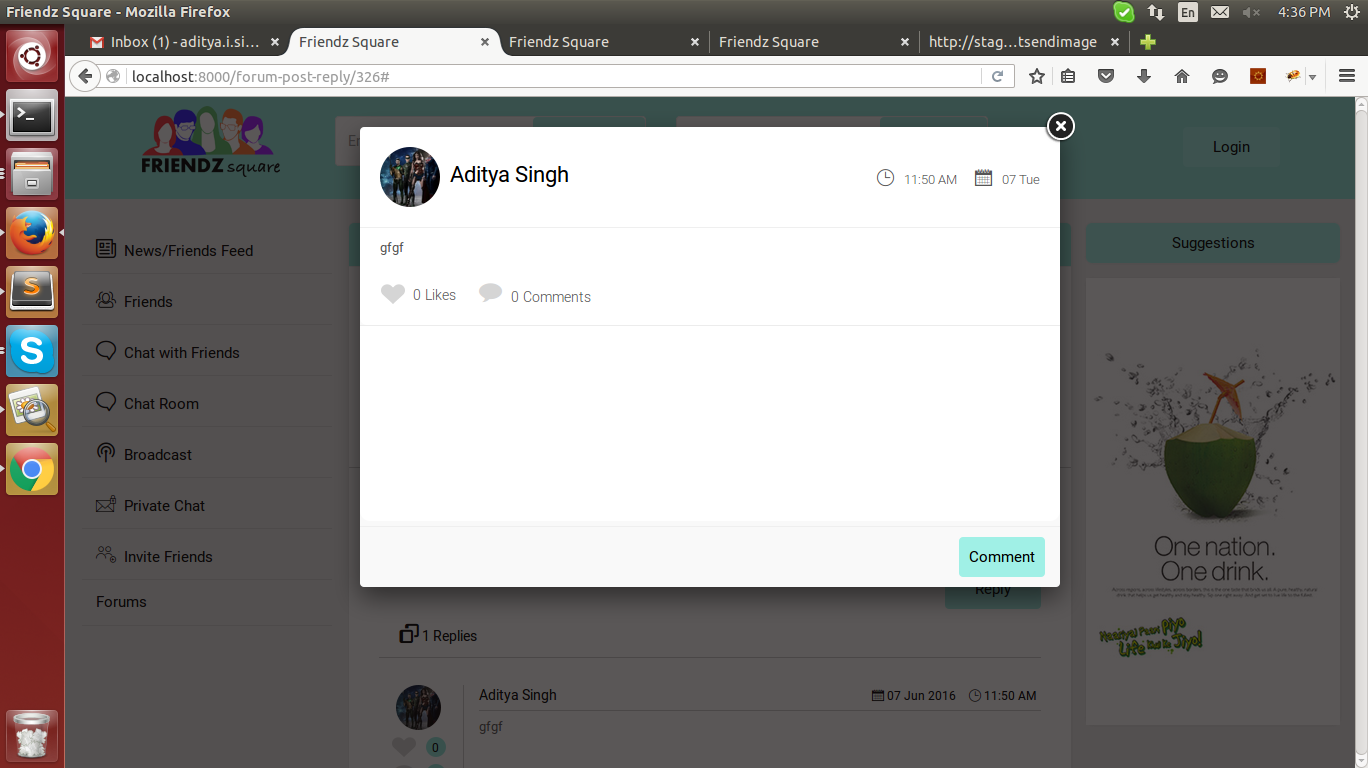 Friendz Square - Mozilla Firefox
En
4:36 PM
Inbox (1) - aditya.i.si...
Friendz Square
Friendz Square
Friendz Square
http://stag...tsendimage
localhost:8000/forum-post-reply/326#
FRIENDZ square
Login
Aditya Singh
11:50 AM
07 Tue
gfgf
0 Likes
0 Comments
Comment
News/Friends Feed
Friends
Chat with Friends
Chat Room
Broadcast
Private Chat
Invite Friends
Forums
Suggestions
One nation.
One drink.
Reply
1 Replies
Aditya Singh
07 Jun 2016
11:50 AM
gfgf
0